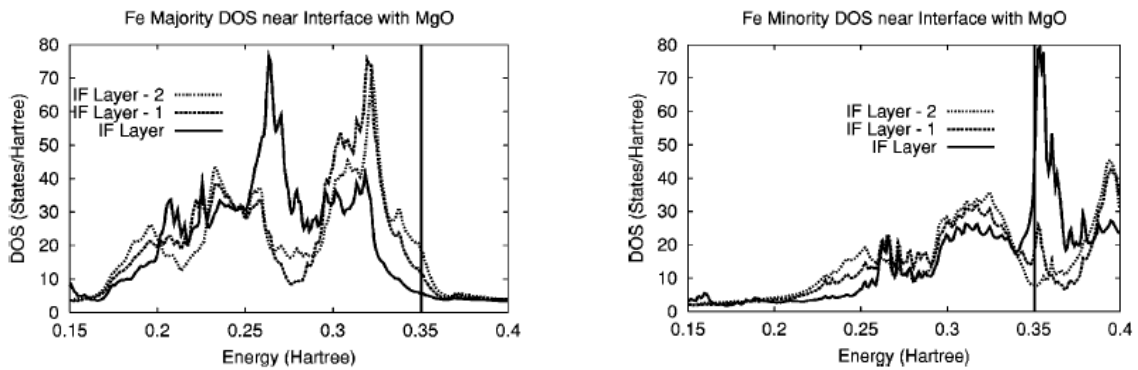 Fe Majority DOS near Interface with MgO
80
70
60
50
40
30
20
10
0
DOS (States/Hartree)
IF Layer - 2
IF Layer - 1
IF Layer
0.15
0.2
0.25
0.3
0.35
0.4
Energy (Hartree)
Fe Minority DOS near Interface with MgO
80
70
60
50
40
30
20
10
0
DOS (States/Hartree)
IF Layer - 2
IF Layer - 1
IF Layer
0.15
0.2
0.25
0.3
0.35
0.4
Energy (Hartree)